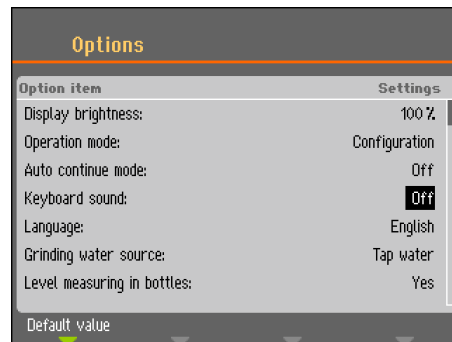 Options
Option item Settings
Display brightness: 100 %
Operation mode: Configuration
Auto continue mode: Off
Keyboard sound: Off
Language: English
Grinding water source: Tap water
Level measuring in bottles: Yes
Default value